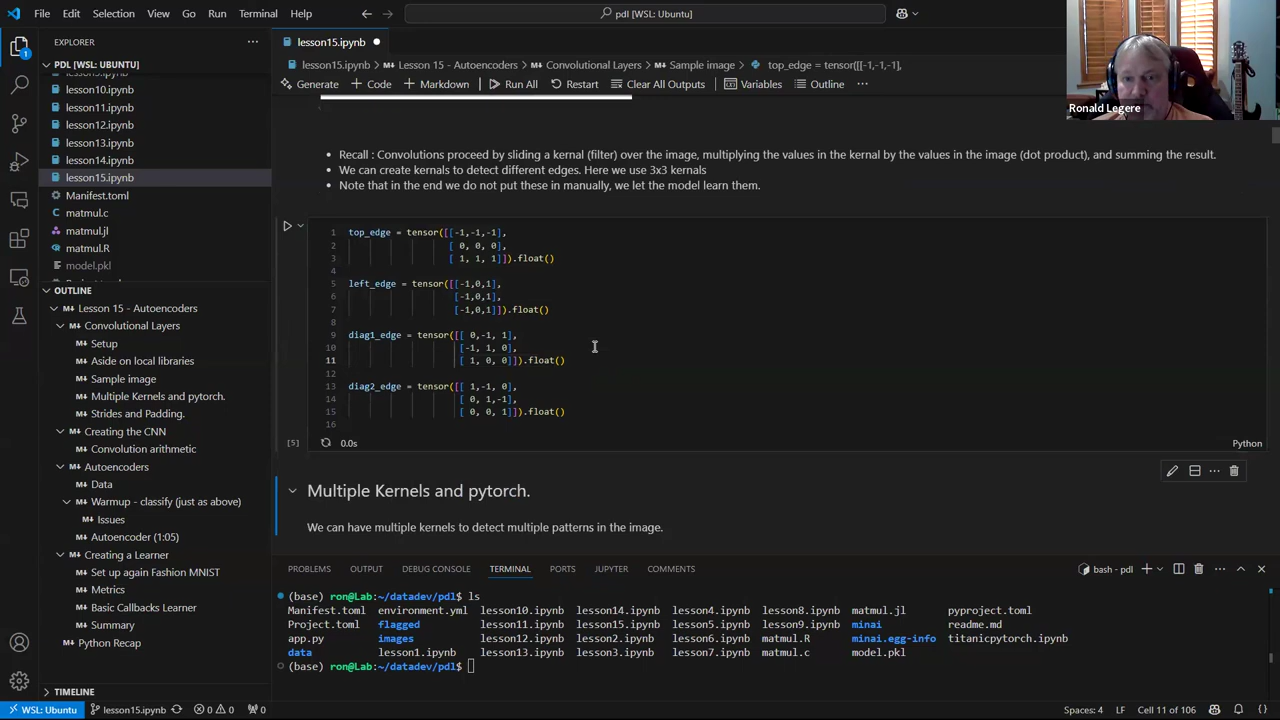 File Edit Selection View Go Run Terminal Help
pdl [WSL: Ubuntu]
EXPLORER
PDL [WSL: UBUNTU]
lesson10.ipynb
lesson11.ipynb
lesson12.ipynb
lesson13.ipynb
lesson14.ipynb
lesson15.ipynb
Manifest.toml
matmul.c
matmul.jl
matmul.R
model.pkl
OUTLINE
Lesson 15 - Autoencoders
Convolutional Layers
Setup
Aside on local libraries
Sample image
Multiple Kernels and pytorch.
Strides and Padding.
Creating the CNN
Convolution arithmetic
Autoencoders
Data
Warmup - classify (just as above)
Issues
Autoencoder (1:05)
Creating a Learner
Set up again Fashion MNIST
Metrics
Basic Callbacks Learner
Summary
Python Recap
TIMELINE
lesson15.ipynb
lesson15.ipynb > Lesson 15 - Autoencoders > Convolutional Layers > Sample image > top_edge = tensor([[-1,-1,-1],
Generate + Code + Markdown Run All Restart Clear All Outputs Variables Outline ...
Ronald Legere
• Recall : Convolutions proceed by sliding a kernel (filter) over the image, multiplying the values in the kernel by the values in the image (dot product), and summing the result.
• We can create kernels to detect different edges. Here we use 3x3 kernels
• Note that in the end we do not put these in manually, we let the model learn them.
1 top_edge = tensor([[-1,-1,-1],
2 [ 0, 0, 0],
3 [ 1, 1, 1]]).float()
4
5 left_edge = tensor([[-1,0,1],
6 [-1,0,1],
7 [-1,0,1]]).float()
8
9 diag1_edge = tensor([[ 0,-1, 1],
10 [-1, 1, 0],
11 [ 1, 0, 0]]).float()
12
13 diag2_edge = tensor([[ 1,-1, 0],
14 [ 0, 1,-1],
15 [ 0, 0, 1]]).float()
16
[5] 0.0s Python
Multiple Kernels and pytorch.
We can have multiple kernels to detect multiple patterns in the image.
PROBLEMS OUTPUT DEBUG CONSOLE TERMINAL PORTS JUPYTER COMMENTS
bash - pdl
(base) ron@Lab:~/datadev/pdl$ ls
Manifest.toml environment.yml lesson10.ipynb lesson14.ipynb lesson4.ipynb lesson8.ipynb matmul.jl pyproject.toml
Project.toml flagged lesson11.ipynb lesson15.ipynb lesson5.ipynb lesson9.ipynb minai readme.md
app.py images lesson12.ipynb lesson2.ipynb lesson6.ipynb matmul.R minai.egg-info titanicpytorch.ipynb
data lesson1.ipynb lesson13.ipynb lesson3.ipynb lesson7.ipynb matmul.c model.pkl
(base) ron@Lab:~/datadev/pdl$
WSL: Ubuntu lesson15.ipynb 0 0 0 Spaces: 4 LF Cell 11 of 106